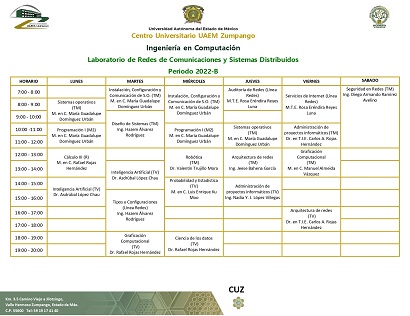 Universidad Autónoma del Estado de México
Centro Universitario UAEM Zumpango
Ingeniería en Computación
Laboratorio de Redes de Comunicaciones y Sistemas Distribuidos
Periodo 2022-B
HORARIO LUNES MARTES MIÉRCOLES JUEVES VIERNES SABADO
7:00 - 8:00
8:00 - 9:00
9:00 - 10:00
10:00 -11:00
11:00 - 12:00
12:00 - 13:00
13:00 - 14:00
14:00 - 15:00
15:00 - 16:00
16:00 - 17:00
17:00 - 18:00
18:00 - 19:00
19:00 - 20:00
Sistemas operativos
(TM)
M. en C. María Guadalupe
Domínguez Urbán
Programación I (M2)
M. en C. María Guadalupe
Domínguez Urbán
Cálculo III (R)
M. en C. Rafael Rojas
Hernández
Inteligencia Artificial (TV)
Dr. Asdrúbal López Chau
Instalación, Configuración y
Comunicación de S.O. (TM)
M. en C. María Guadalupe
Domínguez Urbán
Diseño de Sistemas (TM)
Ing. Hazem Álvarez
Rodríguez
Inteligencia Artificial (TV)
Dr. Asdrúbal López Chau
Tipos y Configuraciones
(Línea Redes)
Ing. Hazem Álvarez
Rodríguez
Graficación
Computacional
(TV)
Dr. Rafael Rojas Hernández
Instalación, Configuración y
Comunicación de S.O. (TM)
M. en C. María Guadalupe
Domínguez Urbán
Programación I (M2)
M. en C. María Guadalupe
Domínguez Urbán
Robótica
(TM)
Dr. Valentín Trujillo Mora
Probabilidad y Estadística
(TV)
M. en C. Luis Enrique Ku
Moo
Ciencia de los datos
(TV)
Dr. Rafael Rojas Hernández
Auditoría de Redes (Línea
Redes)
M.T.E. Rosa Eréndira Reyes
Luna
Sistemas operativos
(TM)
M. en C. María Guadalupe
Domínguez Urbán
Arquitectura de redes
(TM)
Ing. Jesse Bahena García
Administración de
proyectos informáticos (TV)
Ing. Nadia Y. L. López Villegas
Servicios de Internet (Línea
Redes)
M.T.E. Rosa Eréndira Reyes
Luna
Administración de
proyectos informáticos (TM)
Dr. en T.I.E. Carlos A. Rojas
Hernández
Graficación
Computacional
(TM)
M. en C. Manuel Almeida
Vázquez
Arquitectura de redes
(TV)
Dr. en T.I.E. Carlos A. Rojas
Hernández
Seguridad en Redes (TM)
Ing. Diego Armando Ramírez
Avelino
Km. 3.5 Camino Viejo a Jilotzingo,
Valle Hermoso Zumpango, Estado de Méx.
C.P. 55600 Tel: 59 19 17 41 40
CUZ